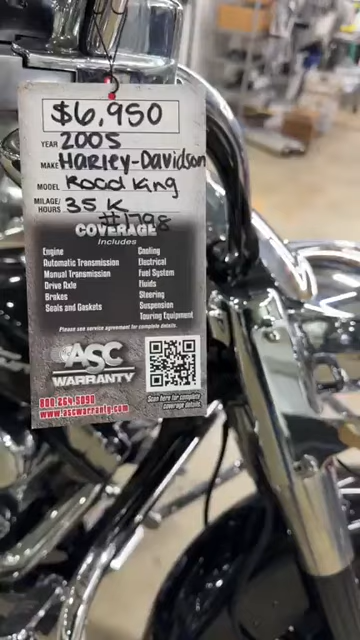 $6,950
YEAR 2005
MAKE Harley-Davidson
MODEL Road King
MILEAGE/HOURS 35 K
#1798
COVERAGE
Includes
Engine
Automatic Transmission
Manual Transmission
Drive Axle
Brakes
Seals and Gaskets
Cooling
Electrical
Fuel System
Fluids
Steering
Suspension
Touring Equipment
Please see service agreement for complete details.
ASC
WARRANTY
800.264.5090
www.ascwarranty.com
Scan here for complete
coverage details.